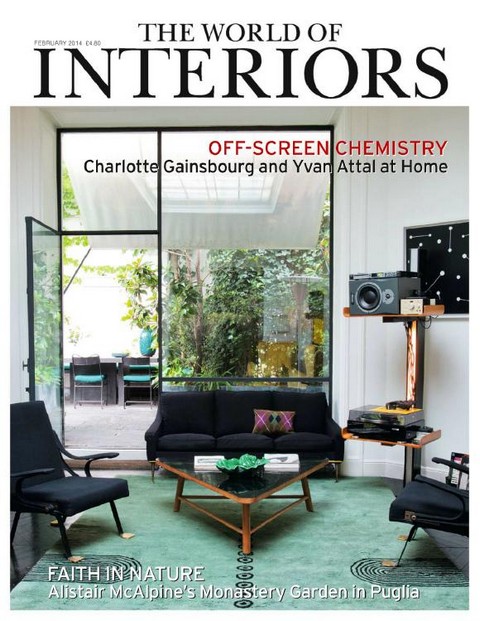 THE WORLD OF
FEBRUARY 2014 £4.80
INTERIORS
OFF-SCREEN CHEMISTRY
Charlotte Gainsbourg and Yvan Attal at Home
FAITH IN NATURE
Alistair McAlpine's Monastery Garden in Puglia